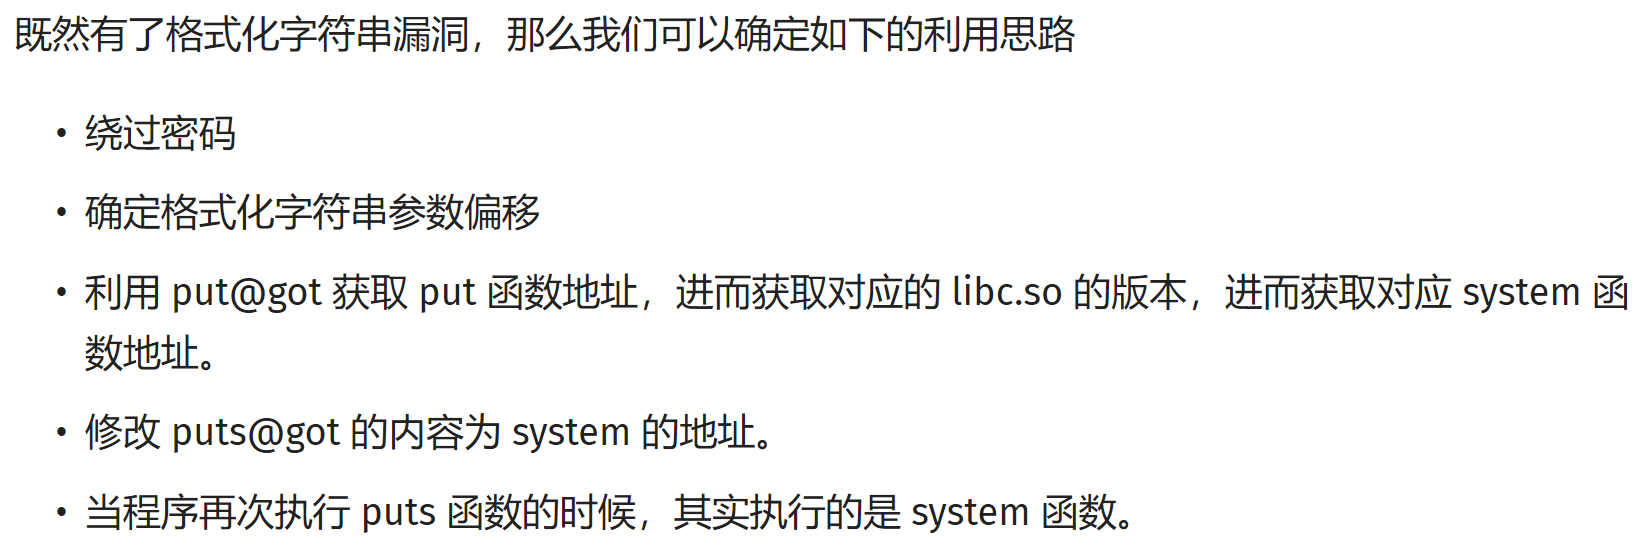 既然有了格式化字符串漏洞，那么我们可以确定如下的利用思路
• 绕过密码
• 确定格式化字符串参数偏移
• 利用 put@got 获取 put 函数地址，进而获取对应的 libc.so 的版本，进而获取对应 system 函
数地址。
• 修改 puts@got 的内容为 system 的地址。
• 当程序再次执行 puts 函数的时候，其实执行的是 system 函数。